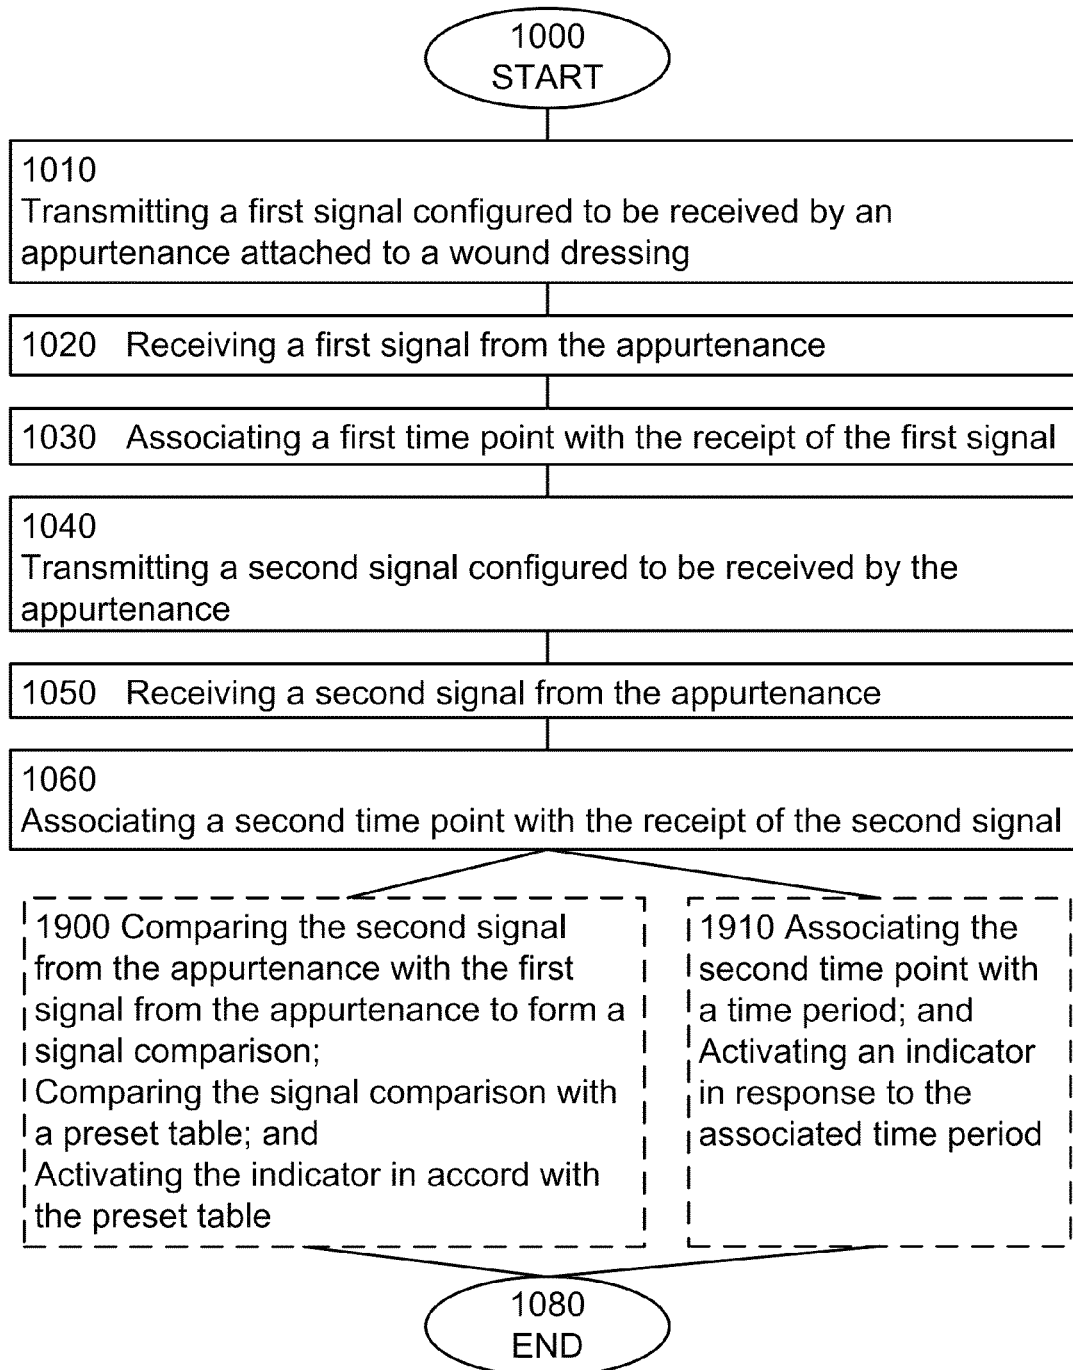 1000
START
1010
Transmitting a first signal configured to be received by an
appurtenance attached to a wound dressing
1020 Receiving a first signal from the appurtenance
1030 Associating a first time point with the receipt of the first signal
1040
Transmitting a second signal configured to be received by the
appurtenance
1050 Receiving a second signal from the appurtenance
1060
Associating a second time point with the receipt of the second signal
1900 Comparing the second signal
from the appurtenance with the first
signal from the appurtenance to form a
signal comparison;
Comparing the signal comparison with
a preset table; and
Activating the indicator in accord with
the preset table
1910 Associating the
second time point with
a time period; and
Activating an indicator
in response to the
associated time period
1080
END